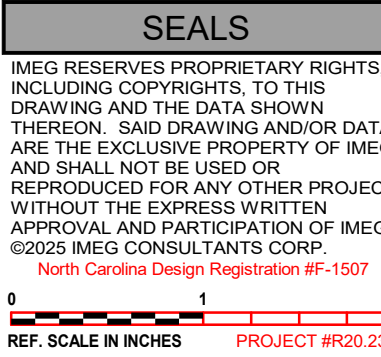 SEALS
IMEG RESERVES PROPRIETARY RIGHTS,
INCLUDING COPYRIGHTS, TO THIS
DRAWING AND THE DATA SHOWN
THEREON. SAID DRAWING AND/OR DATA
ARE THE EXCLUSIVE PROPERTY OF IMEG
AND SHALL NOT BE USED OR
REPRODUCED FOR ANY OTHER PROJEC
WITHOUT THE EXPRESS WRITTEN
APPROVAL AND PARTICIPATION OF IMEG
©2025 IMEG CONSULTANTS CORP.
North Carolina Design Registration #F-1507
0 1
REF. SCALE IN INCHES PROJECT #R20.23